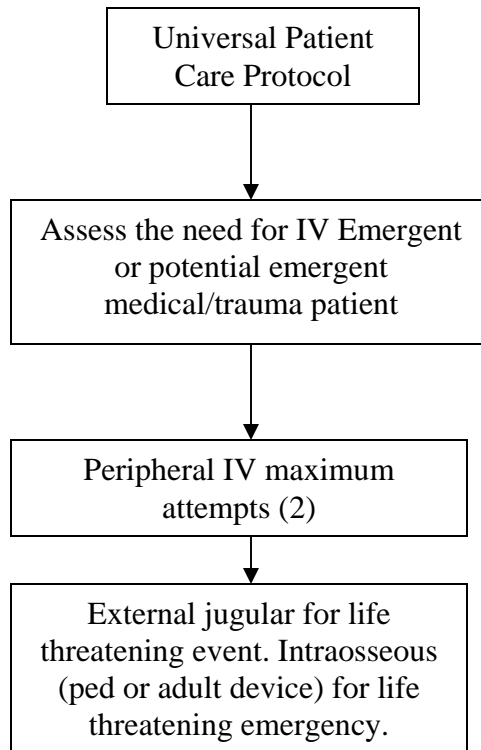 Universal Patient
Care Protocol
Assess the need for IV Emergent
or potential emergent
medical/trauma patient
Peripheral IV maximum
attempts (2)
External jugular for life
threatening event. Intraosseous
(ped or adult device) for life
threatening emergency.